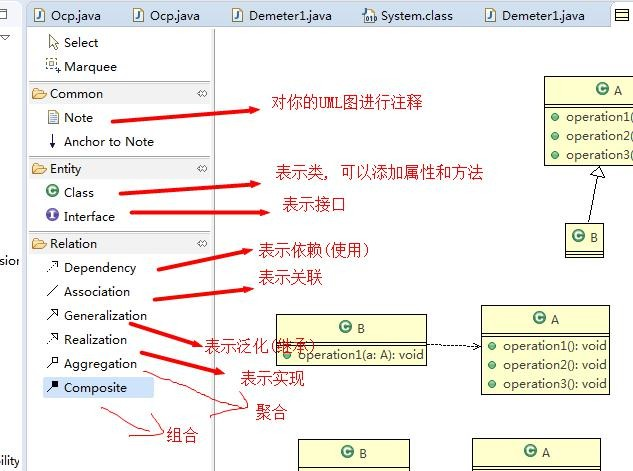 Ocp.java
Ocp.java
Demeter1.java
System.class
Demeter1.java
Select
Marquee
Common
Note
Anchor to Note
Entity
Class
Interface
Relation
Dependency
Association
Generalization
Realization
Aggregation
Composite
对你的UML图进行注释
表示类, 可以添加属性和方法
表示接口
表示依赖(使用)
表示关联
表示泛化(继承)
表示实现
聚合
组合
A
operation1(
operation2(
operation3(
B
B
operation1(a: A): void
A
operation1(): void
operation2(): void
operation3(): void
B
A
sion
bility